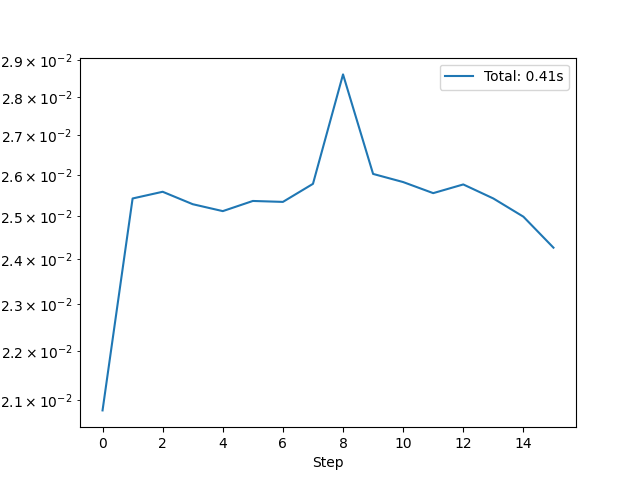 2.9 × 10⁻²
2.8 × 10⁻²
2.7 × 10⁻²
2.6 × 10⁻²
2.5 × 10⁻²
2.4 × 10⁻²
2.3 × 10⁻²
2.2 × 10⁻²
2.1 × 10⁻²
Total: 0.41s
0 2 4 6 8 10 12 14
Step